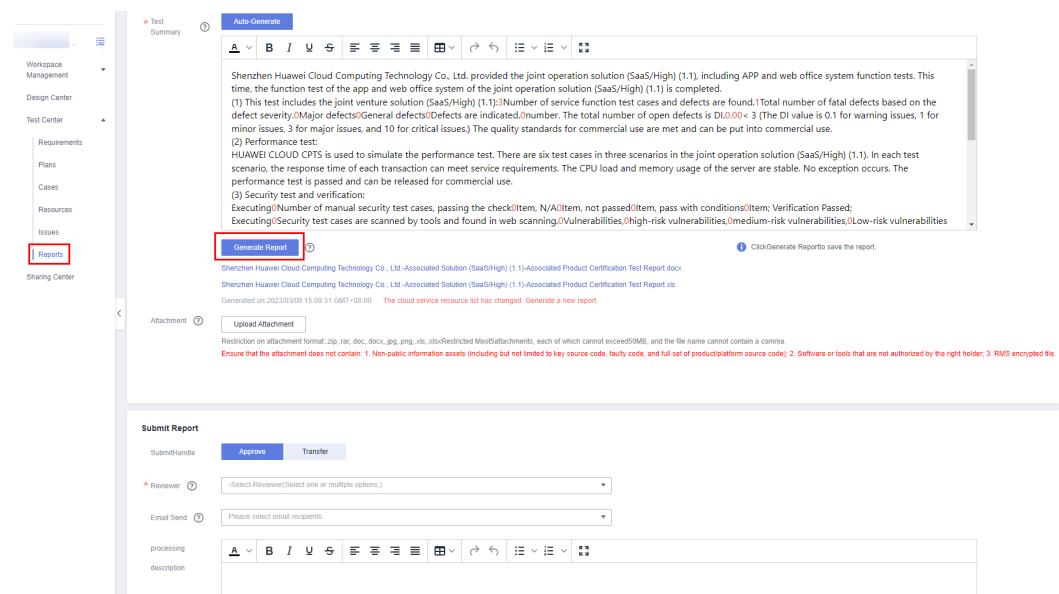 Workspace
Management
Design Center
Test Center
Requirements
Plans
Cases
Resources
Issues
Reports
Sharing Center
* Test
Summary
Auto-Generate
Shenzhen Huawei Cloud Computing Technology Co., Ltd. provided the joint operation solution (SaaS/High) (1.1), including APP and web office system function tests. This
time, the function test of the app and web office system of the joint operation solution (SaaS/High) (1.1) is completed.
(1) This test includes the joint venture solution (SaaS/High) (1.1):3Number of service function test cases and defects are found.1Total number of fatal defects based on the
defect severity.0Major defects0General defects0Defects are indicated.0number. The total number of open defects is DI.0.00< 3 (The DI value is 0.1 for warning issues, 1 for
minor issues, 3 for major issues, and 10 for critical issues.) The quality standards for commercial use are met and can be put into commercial use.
(2) Performance test:
HUAWEI CLOUD CPTS is used to simulate the performance test. There are six test cases in three scenarios in the joint operation solution (SaaS/High) (1.1). In each test
scenario, the response time of each transaction can meet service requirements. The CPU load and memory usage of the server are stable. No exception occurs. The
performance test is passed and can be released for commercial use.
(3) Security test and verification:
Executing0Number of manual security test cases, passing the check0Item, N/A0Item, not passed0Item, pass with conditions0Item; Verification Passed;
Executing0Security test cases are scanned by tools and found in web scanning.0Vulnerabilities,0high-risk vulnerabilities,0medium-risk vulnerabilities,0Low-risk vulnerabilities
Generate Report
ClickGenerate Reportto save the report.
Shenzhen Huawei Cloud Computing Technology Co., Ltd.-Associated Solution (SaaS/High) (1.1)-Associated Product Certification Test Report.docx
Shenzhen Huawei Cloud Computing Technology Co., Ltd.-Associated Solution (SaaS/High) (1.1)-Associated Product Certification Test Report.xls
Generated on:2023/03/09 15:09:31 GMT+08:00 The cloud service resource list has changed. Generate a new report.
Attachment
Upload Attachment
Restriction on attachment format:.zip,.rar,.doc,.docx,.jpg,.png,.xls,.xlsxRestricted Most5attachments, each of which cannot exceed50MB, and the file name cannot contain a comma.
Ensure that the attachment does not contain: 1. Non-public information assets (including but not limited to key source code, faulty code, and full set of product/platform source code); 2. Software or tools that are not authorized by the right holder; 3. RMS encrypted file.
Submit Report
SubmitHandle
Approve
Transfer
* Reviewer
-Select-Reviewer(Select one or multiple options.)
Email Send
Please select email recipients.
processing
description